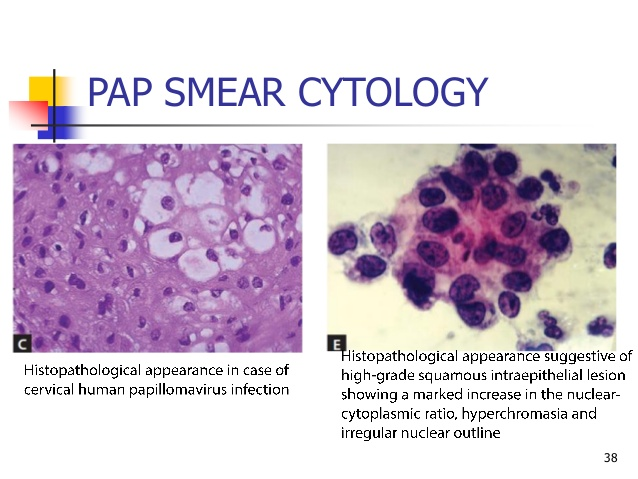 PAP SMEAR CYTOLOGY
C
E
Histopathological appearance in case of
cervical human papillomavirus infection
Histopathological appearance suggestive of
high-grade squamous intraepithelial lesion
showing a marked increase in the nuclear-
cytoplasmic ratio, hyperchromasia and
irregular nuclear outline
38